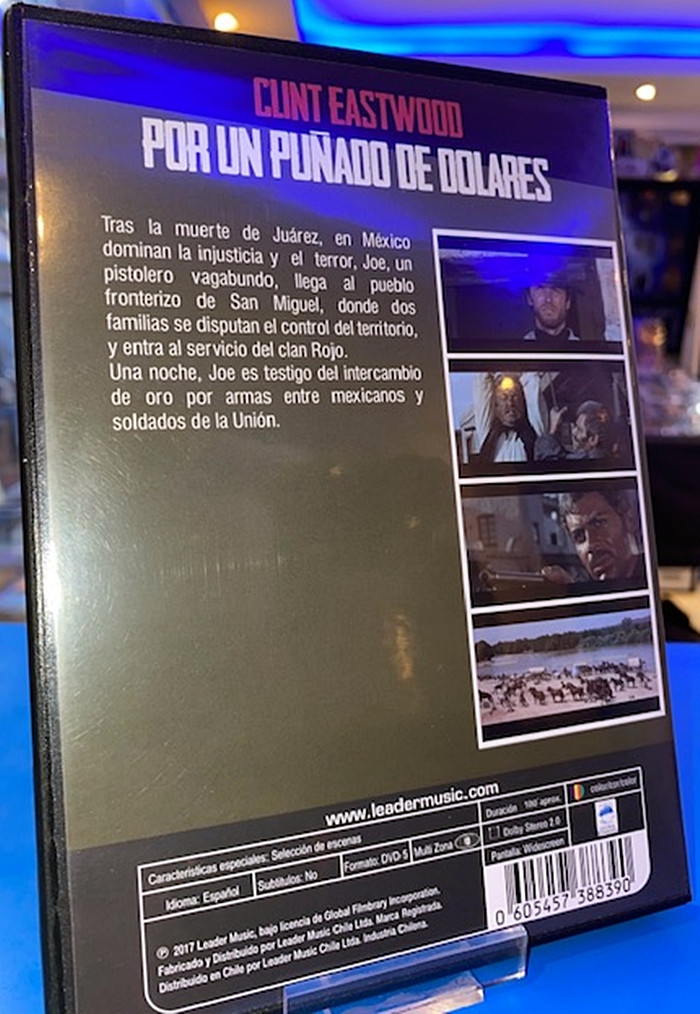 CLINT EASTWOOD
POR UN PUÑADO DE DOLARES
Tras la muerte de Juárez, en México
dominan la injusticia y el terror, Joe, un
pistolero vagabundo, llega al pueblo
fronterizo de San Miguel, donde dos
familias se disputan el control del territorio,
y entra al servicio del clan Rojo.
Una noche, Joe es testigo del intercambio
de oro por armas entre mexicanos y
soldados de la Unión.
www.leadermusic.com
Características especiales: Selección de escenas
Idioma: Español
Subtítulos: No
Formato: DVD-5
Multi Zona
Duración 100' aprox.
Dolby Stereo 2.0
Pantalla: Widescreen
color/cor/color
0 605457 388390
℗ 2017 Leader Music, bajo licencia de Global Filmbrary Incorporation.
Fabricado y Distribuido por Leader Music Chile Ltda. Marca Registrada.
Distribuido en Chile por Leader Music Chile Ltda. Industria Chilena.